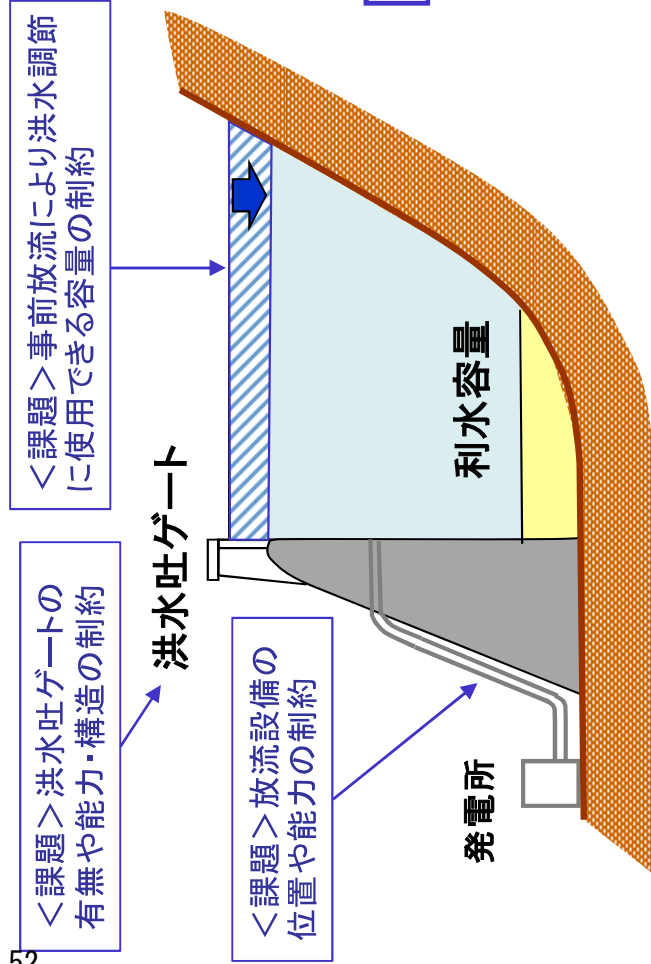 ＜課題＞洪水吐ゲートの
有無や能力・構造の制約
＜課題＞事前放流により洪水調節
に使用できる容量の制約
洪水吐ゲート
＜課題＞放流設備の
位置や能力の制約
利水容量
発電所
52